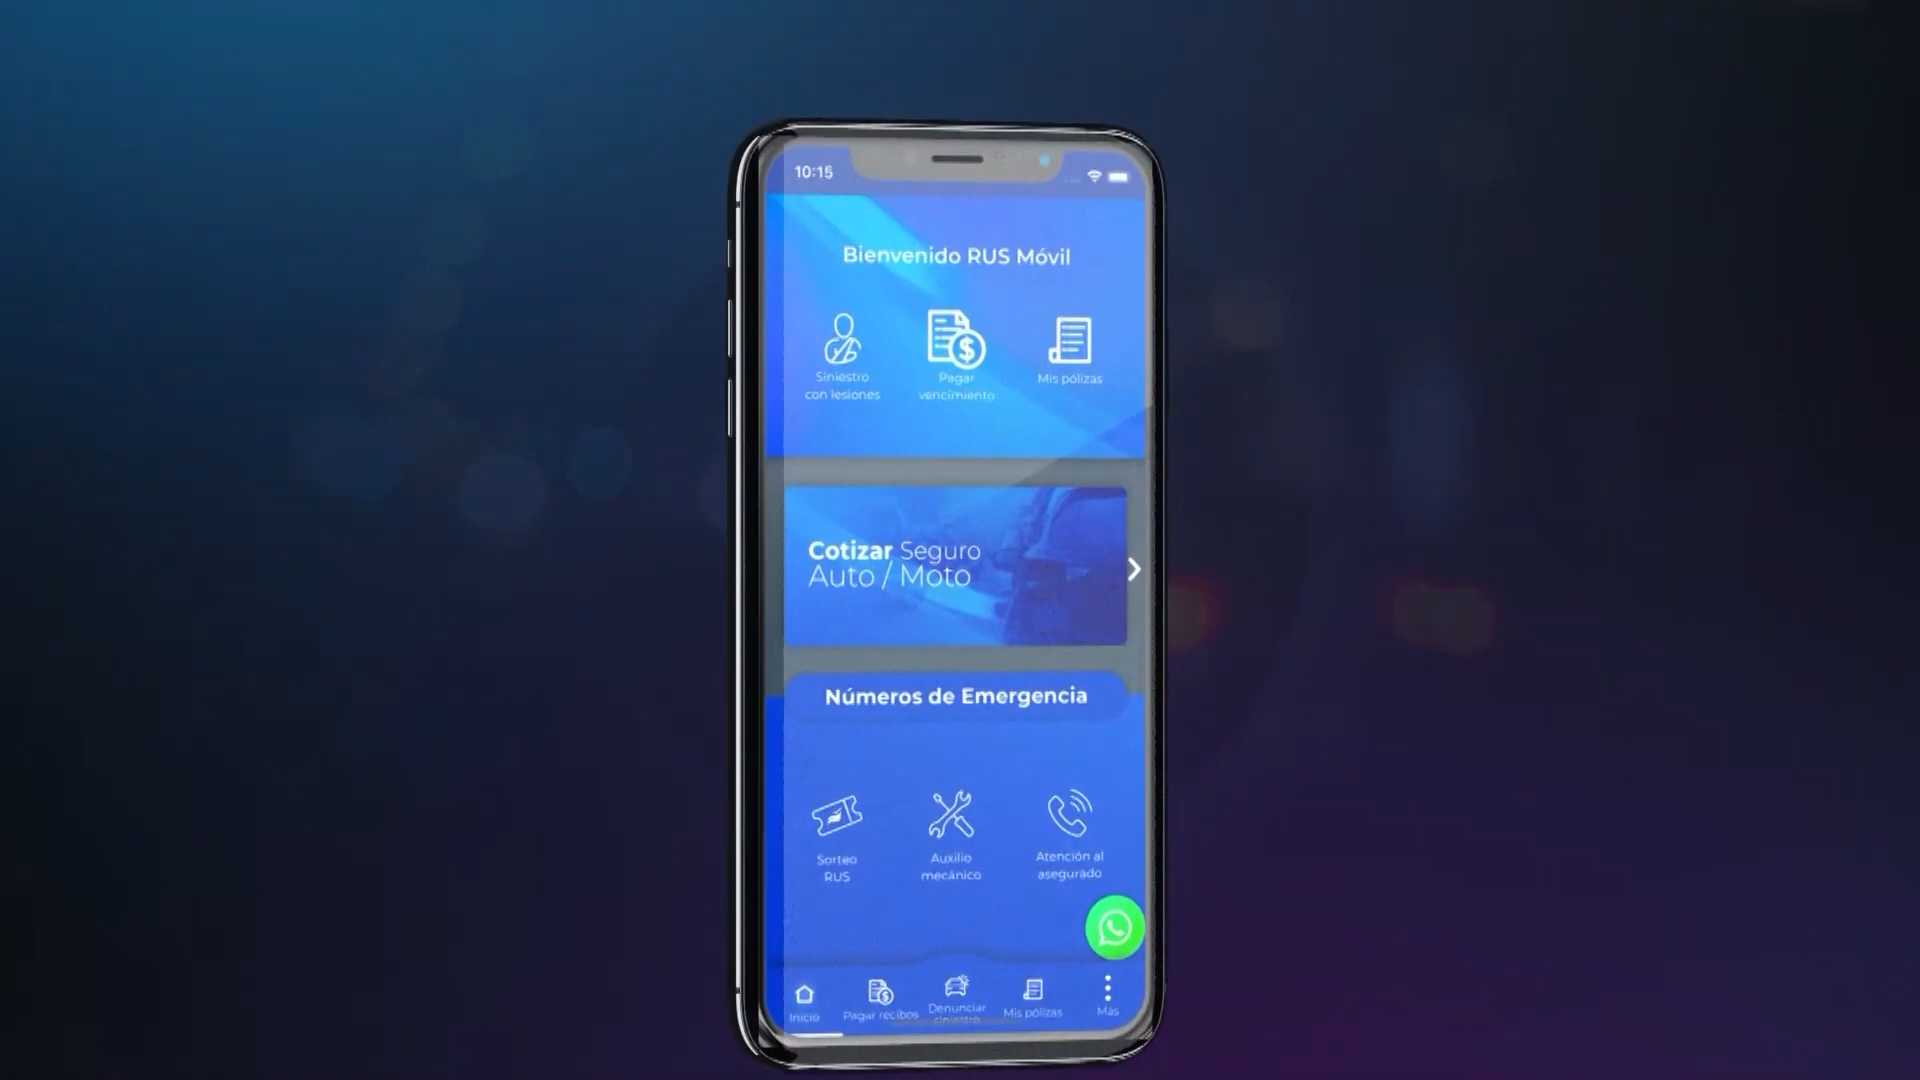 10:15
Bienvenido RUS Móvil
Siniestro
con lesiones
Pagar
vencimiento
Mis pólizas
Cotizar Seguro
Auto / Moto
Números de Emergencia
Sorteo
RUS
Auxilio
mecánico
Atención al
asegurado
Inicio
Pagar recibos
Denunciar
siniestro
Mis pólizas
Más